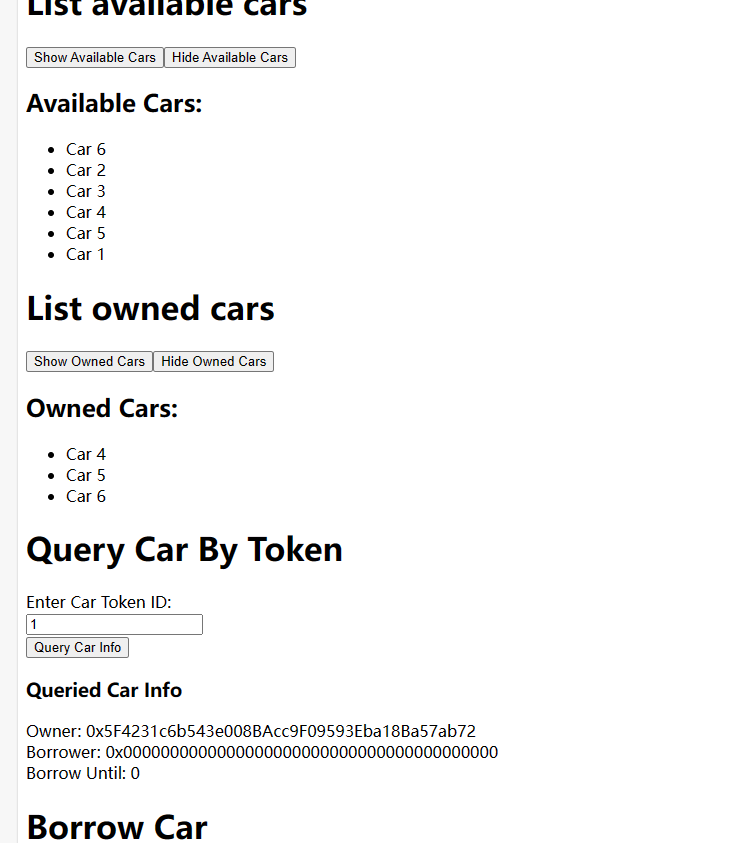 List available cars
Show Available Cars Hide Available Cars
Available Cars:
Car 6
Car 2
Car 3
Car 4
Car 5
Car 1
List owned cars
Show Owned Cars Hide Owned Cars
Owned Cars:
Car 4
Car 5
Car 6
Query Car By Token
Enter Car Token ID:
1
Query Car Info
Queried Car Info
Owner: 0x5F4231c6b543e008BAcc9F09593Eba18Ba57ab72
Borrower: 0x0000000000000000000000000000000000000000
Borrow Until: 0
Borrow Car